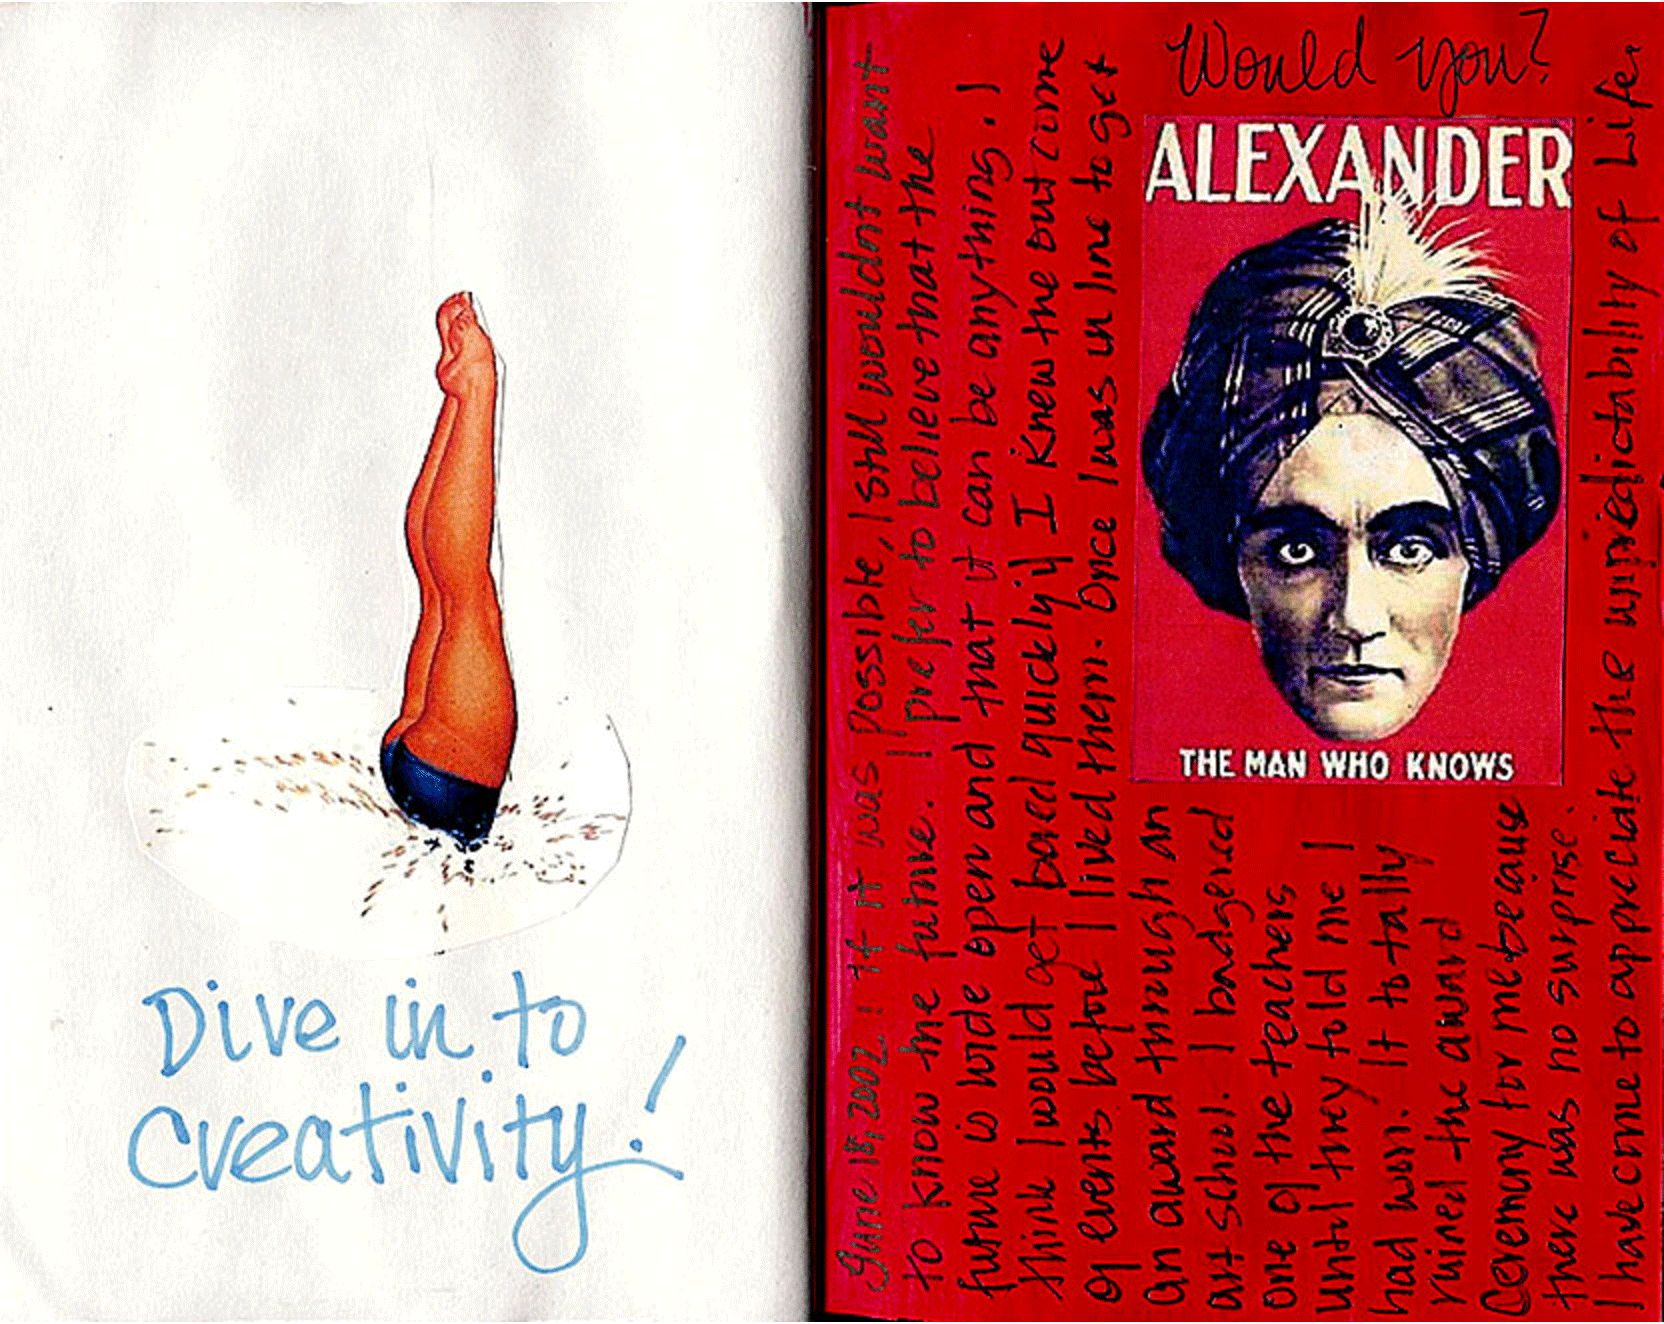 Dive in to
Creativity!
Would you?
ALEXANDER
THE MAN WHO KNOWS
June 18, 2002 : If it was possible, I still wouldnt want
to know the future. I prefer to believe that the
future is wide open and that it can be anything. I
think I would get bored quickly if I knew the outcome
of events before I lived them. Once I was in line to get
an award through an
art school. I badgered
one of the teachers
until they told me I
had won. It totally
ruined the award
Ceremony for me because
there was no surprise.
I have come to appreciate the unpredictability of Life.